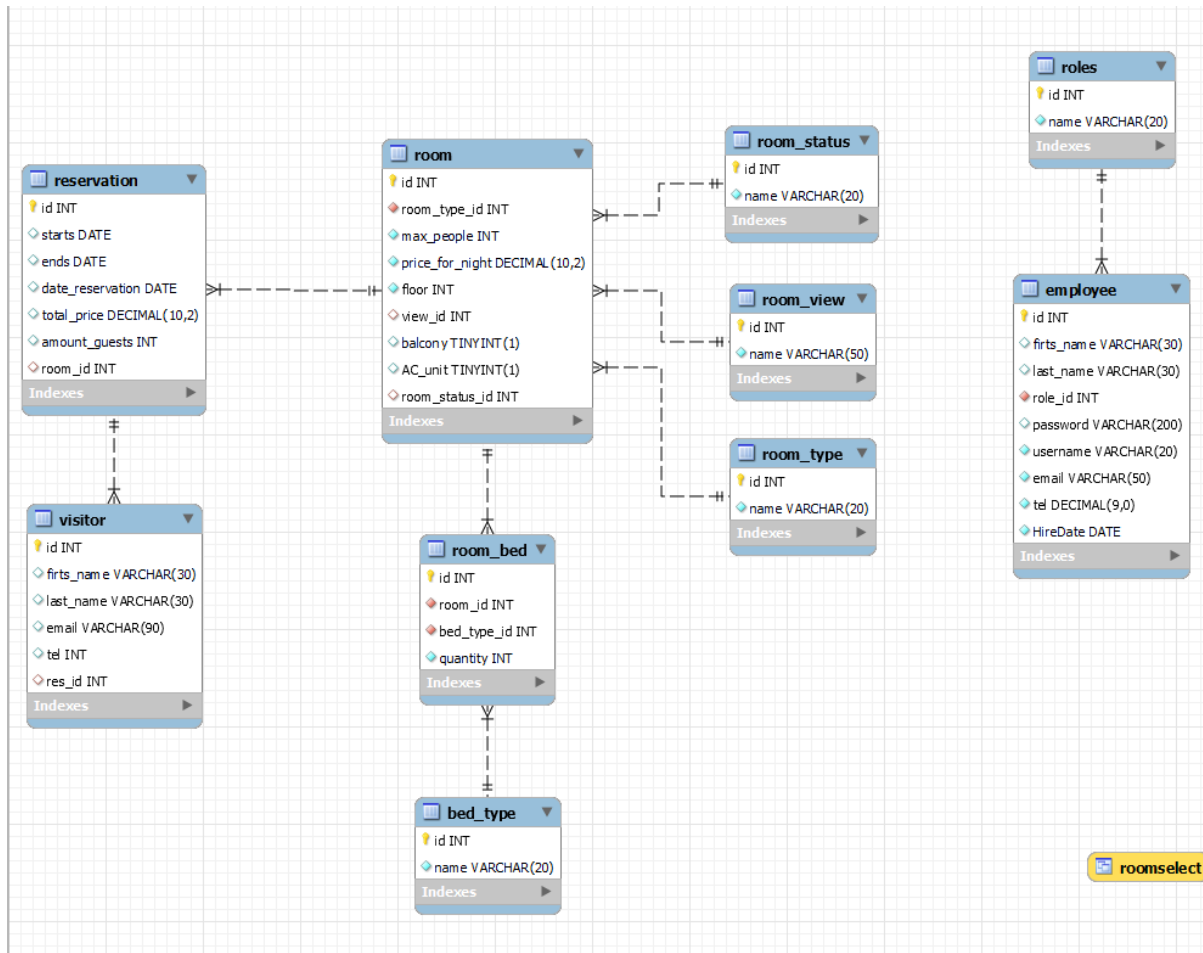 reservation
id INT
starts DATE
ends DATE
date_reservation DATE
total_price DECIMAL(10,2)
amount_guests INT
room_id INT
Indexes
visitor
id INT
firts_name VARCHAR(30)
last_name VARCHAR(30)
email VARCHAR(90)
tel INT
res_id INT
Indexes
room
id INT
room_type_id INT
max_people INT
price_for_night DECIMAL(10,2)
floor INT
view_id INT
balcony TINYINT(1)
AC_unit TINYINT(1)
room_status_id INT
Indexes
room_bed
id INT
room_id INT
bed_type_id INT
quantity INT
Indexes
bed_type
id INT
name VARCHAR(20)
Indexes
room_status
id INT
name VARCHAR(20)
Indexes
room_view
id INT
name VARCHAR(50)
Indexes
room_type
id INT
name VARCHAR(20)
Indexes
roles
id INT
name VARCHAR(20)
Indexes
employee
id INT
firts_name VARCHAR(30)
last_name VARCHAR(30)
role_id INT
password VARCHAR(200)
username VARCHAR(20)
email VARCHAR(50)
tel DECIMAL(9,0)
HireDate DATE
Indexes
roomselect